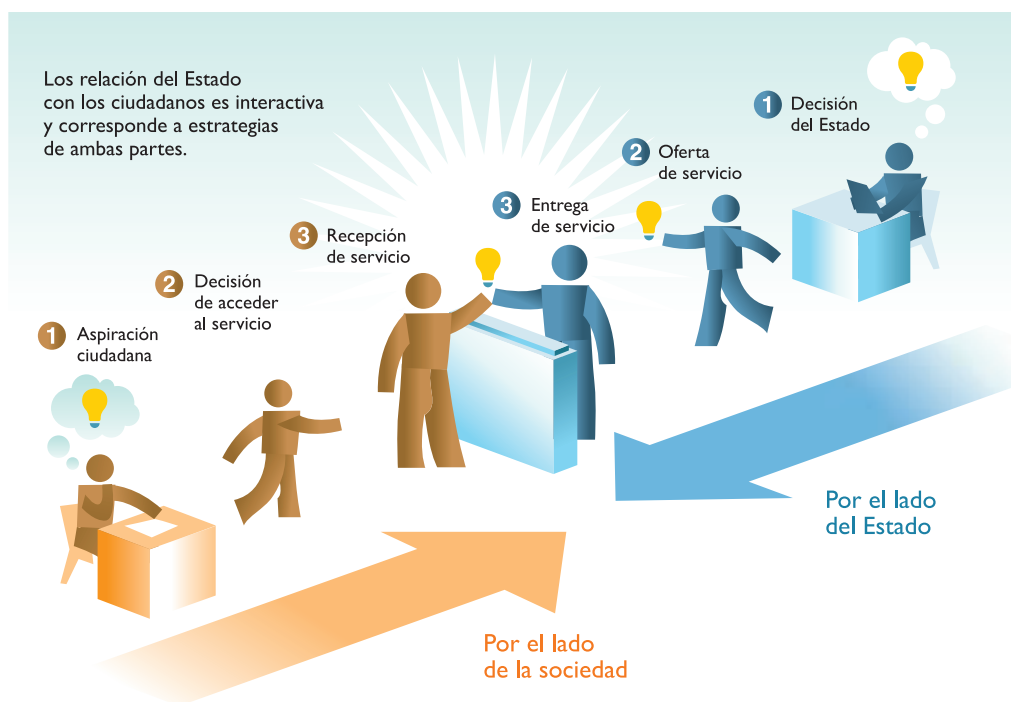 Los relación del Estado
con los ciudadanos es interactiva
y corresponde a estrategias
de ambas partes.
1 Decisión
del Estado
2 Oferta
de servicio
3 Entrega
de servicio
3 Recepción
de servicio
2 Decisión
de acceder
al servicio
1 Aspiración
ciudadana
Por el lado
del Estado
Por el lado
de la sociedad